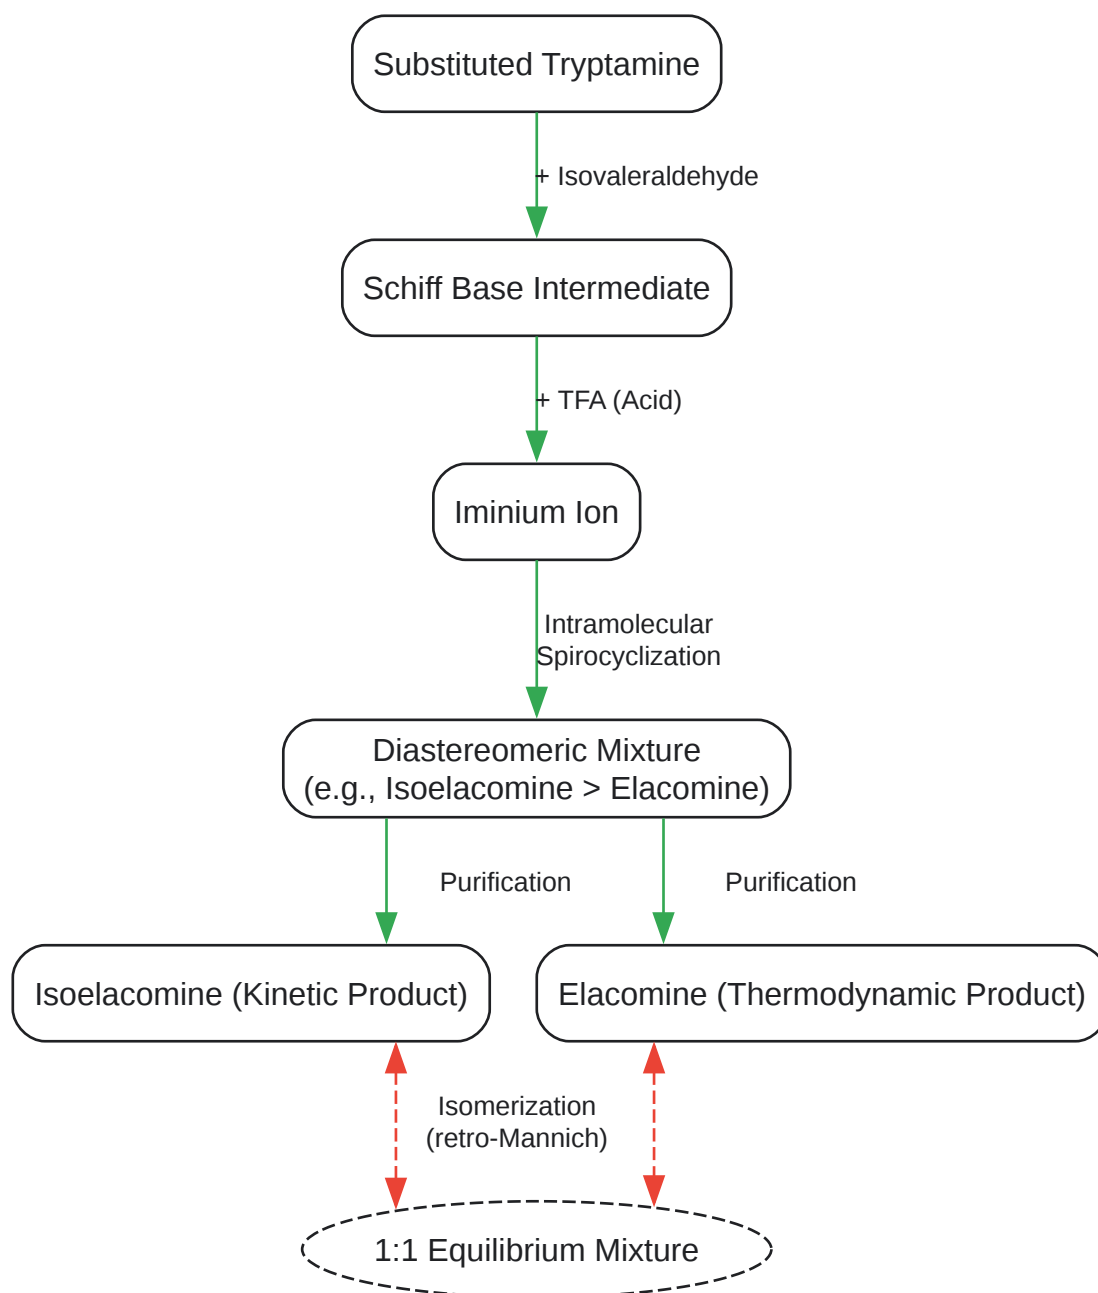 Substituted Tryptamine
+ Isovaleraldehyde
Schiff Base Intermediate
+ TFA (Acid)
Iminium Ion
Intramolecular
Spirocyclization
Diastereomeric Mixture
(e.g., Isoelacomine > Elacomine)
Purification
Purification
Isoelacomine (Kinetic Product)
Elacomine (Thermodynamic Product)
Isomerization
(retro-Mannich)
1:1 Equilibrium Mixture